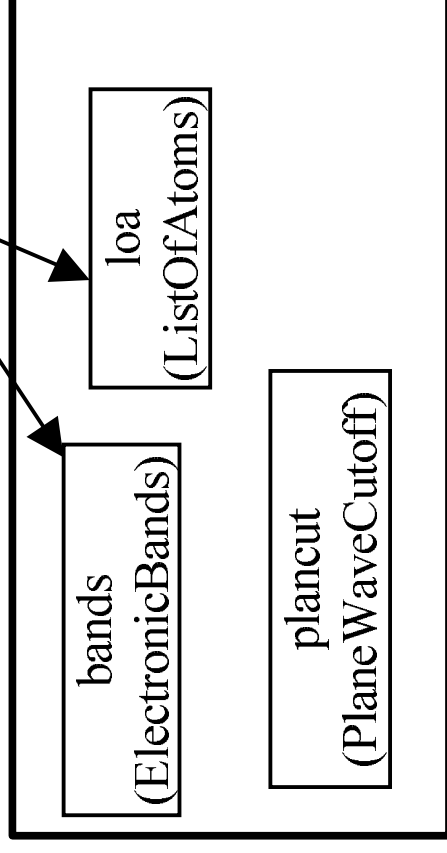 bands
(ElectronicBands)
loa
(ListOfAtoms)
plancut
(PlaneWaveCutoff)